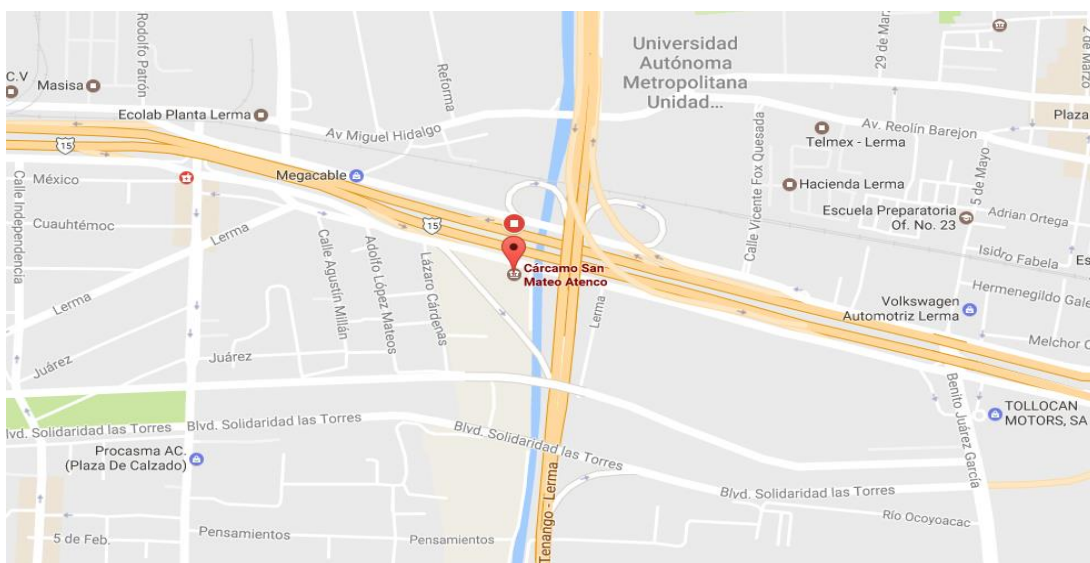 Universidad
Autónoma
Metropolitana
Unidad...
Rodolfo Patrón
Reforma
29 de Mar
2 de Marzo
C.V
Masisa
Ecolab Planta Lerma
Av Miguel Hidalgo
Calle Vicente Fox Quesada
Telmex - Lerma
Av. Reolín Barejon
Plaza
15
México
Megacable
Hacienda Lerma
5 de Mayo
Calle Independencia
Cuauhtémoc
Lerma
15
Escuela Preparatoria
Of. No. 23
Adrian Ortega
Isidro Fabela
Es
Calle Agustín Millán
Adolfo López Mateos
Lázaro Cárdenas
Cárcamo San
Mateo Atenco
Lerma
Lerma
Hermenegildo Gale
Volkswagen
Automotriz Lerma
Melchor O
Juárez
Juárez
Benito Juárez García
TOLLOCAN
MOTORS, SA
Blvd. Solidaridad las Torres
Blvd. Solidaridad las Torres
Blvd. Solidaridad las Torres
Blvd. Solidaridad las Torres
Procasma AC.
(Plaza De Calzado)
Tenango - Lerma
Río Ocoyoacac
5 de Feb.
Pensamientos
Pensamientos